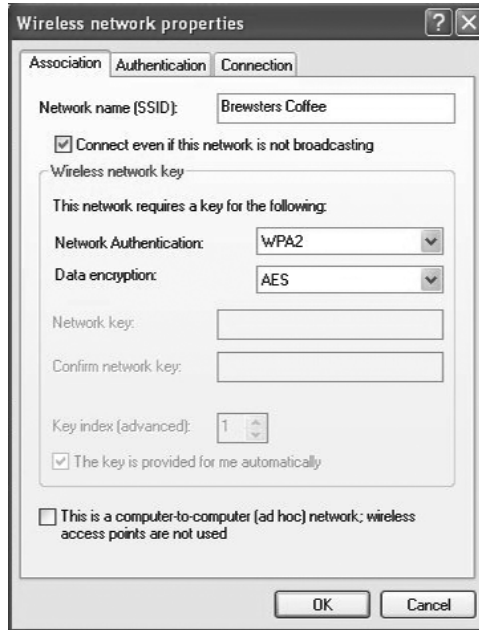 Wireless network properties
Association Authentication Connection
Network name (SSID): Brewsters Coffee
Connect even if this network is not broadcasting
Wireless network key
This network requires a key for the following:
Network Authentication: WPA2
Data encryption: AES
Network key:
Confirm network key:
Key index (advanced): 1
The key is provided for me automatically
This is a computer-to-computer (ad hoc) network; wireless
access points are not used
OK Cancel